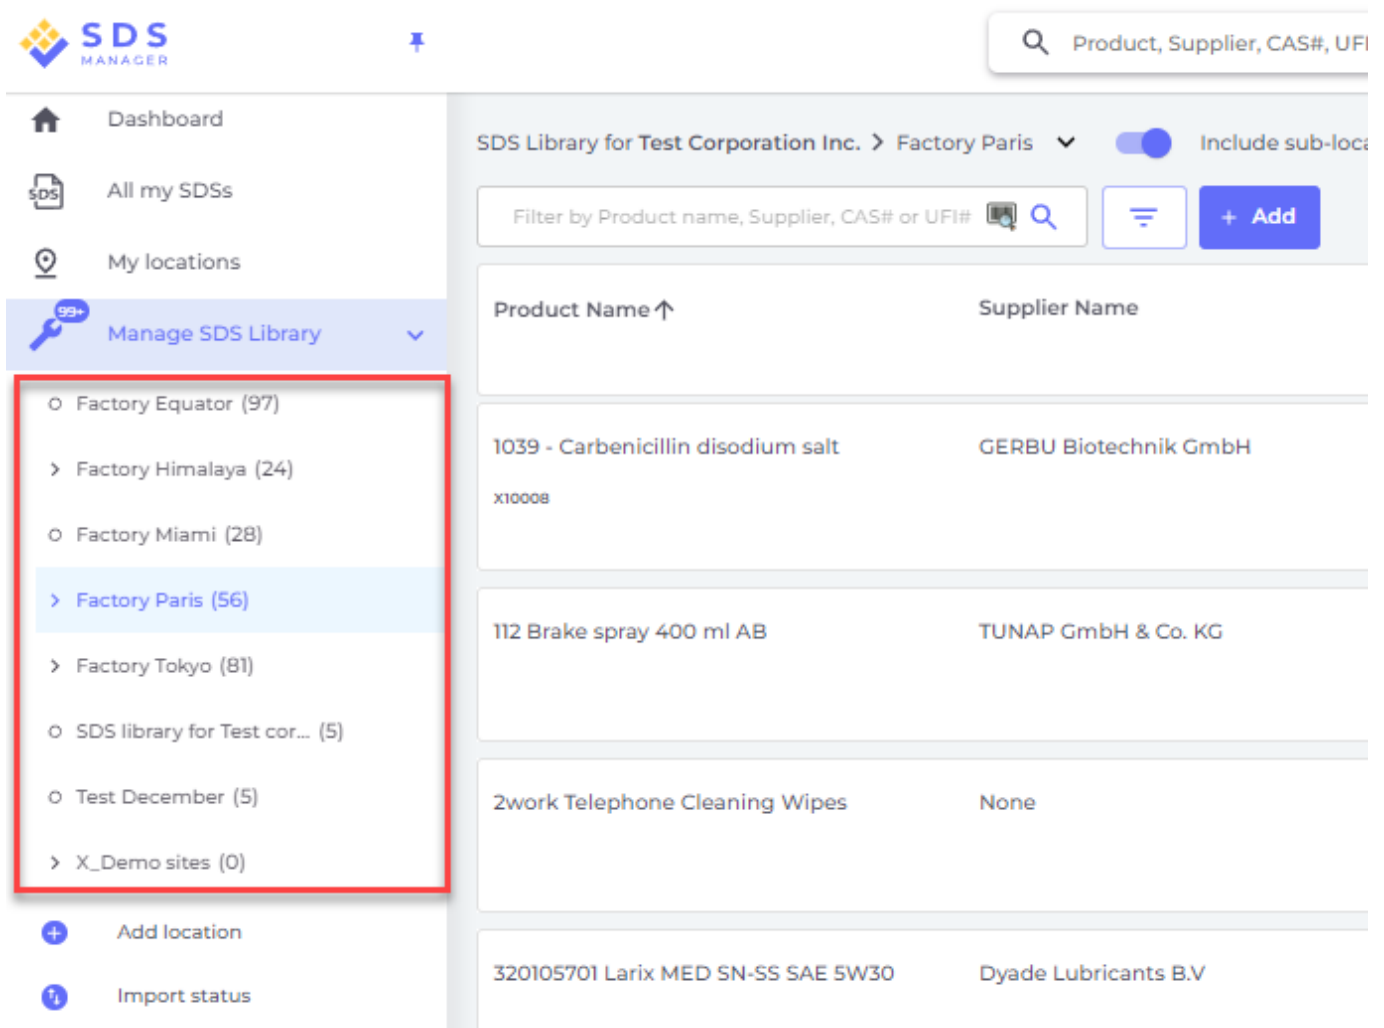 SDS
MANAGER
Product, Supplier, CAS#, UFI
Dashboard
SDS Library for Test Corporation Inc. > Factory Paris
Include sub-loca
SDS
All my SDSs
Filter by Product name, Supplier, CAS# or UFI#
+ Add
My locations
99+
Manage SDS Library
Product Name
Supplier Name
Factory Equator (97)
Factory Himalaya (24)
Factory Miami (28)
Factory Paris (56)
Factory Tokyo (81)
SDS library for Test cor... (5)
Test December (5)
X_Demo sites (0)
Add location
Import status
1039 - Carbenicillin disodium salt
GERBU Biotechnik GmbH
X10008
112 Brake spray 400 ml AB
TUNAP GmbH & Co. KG
2work Telephone Cleaning Wipes
None
320105701 Larix MED SN-SS SAE 5W30
Dyade Lubricants B.V